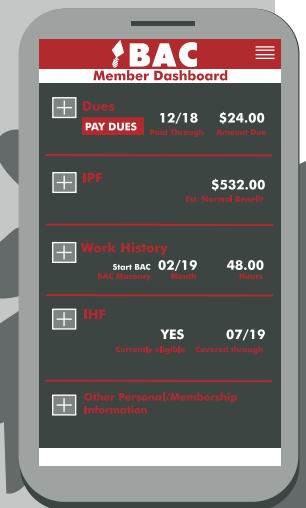 BAC
Member Dashboard
Dues
PAY DUES 12/18 $24.00
Paid Through Amount Due
IPF
$532.00
Est. Normal Benefit
Work History
Start BAC 02/19 48.00
BAC Masonry Month Hours
IHF
YES 07/19
Currently eligible Covered through
Other Personal/Membership
Information